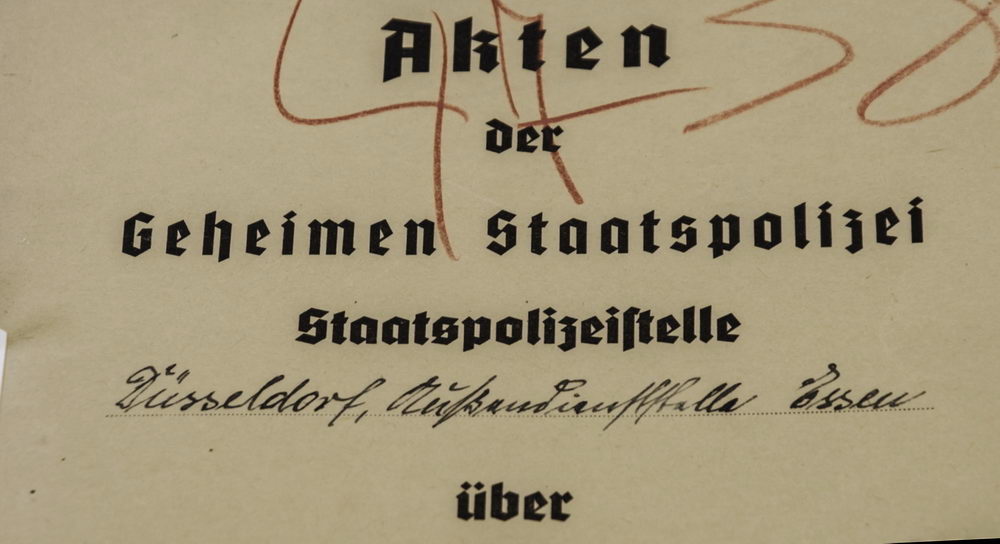 Akten
der
Geheimen Staatspolizei
Staatspolizeistelle
Düsseldorf, Außendienststelle Essen
über